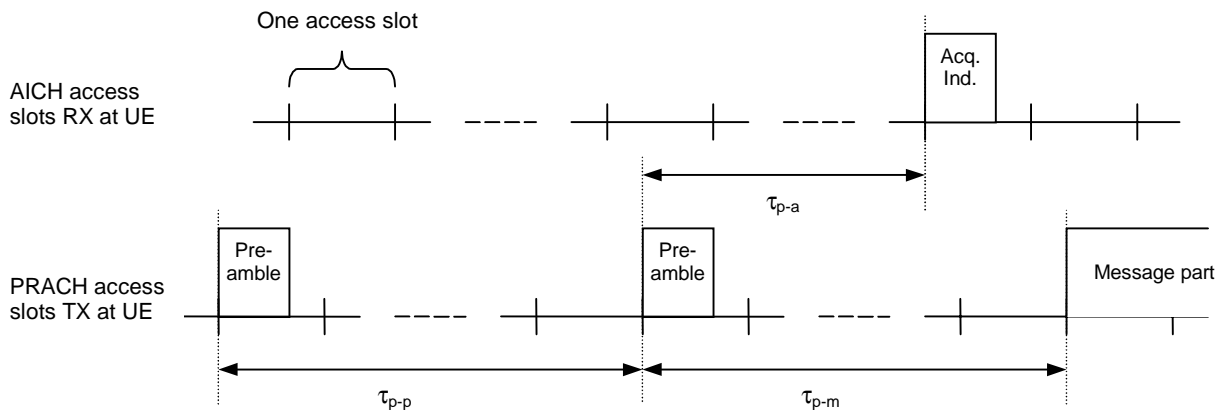 One access slot
AICH access
slots RX at UE
Acq.
Ind.
τp-a
PRACH access
slots TX at UE
Pre-
amble
Pre-
amble
Message part
τp-p
τp-m